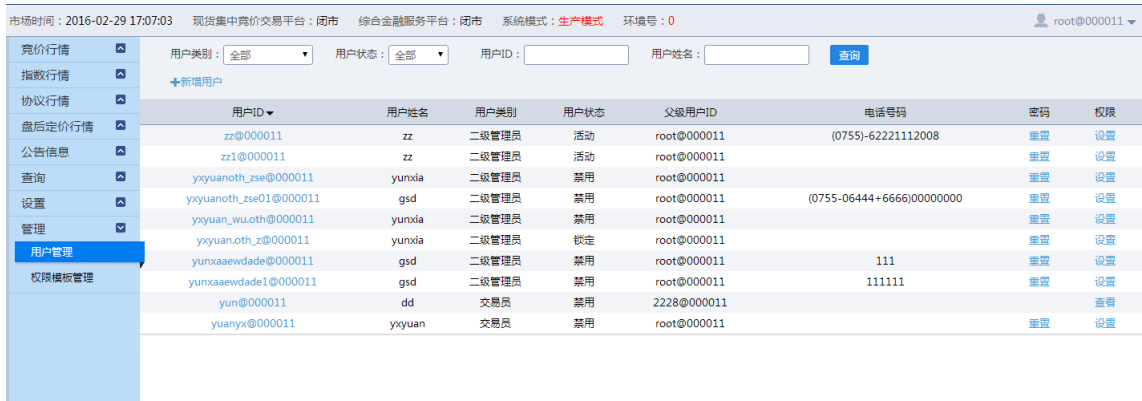 市场时间：2016-02-29 17:07:03 现货集中竞价交易平台：闭市 综合金融服务平台：闭市 系统模式：生产模式 环境号：0 root@000011
竞价行情
指数行情
协议行情
盘后定价行情
公告信息
查询
设置
管理
用户管理
权限模板管理
用户类别： 全部 用户状态： 全部 用户ID： 用户姓名： 查询
新增用户
用户ID 用户姓名 用户类别 用户状态 父级用户ID 电话号码 密码 权限
zz@000011 zz 二级管理员 活动 root@000011 (0755)-62221112008 重置 设置
zz1@000011 zz 二级管理员 活动 root@000011 重置 设置
yxyuanoth_zse@000011 yunxia 二级管理员 禁用 root@000011 重置 设置
yxyuanoth_zse01@000011 gsd 二级管理员 禁用 root@000011 (0755-06444+6666)00000000 重置 设置
yxyuan_wu.oth@000011 yunxia 二级管理员 禁用 root@000011 重置 设置
yxyuan.oth_z@000011 yunxia 二级管理员 锁定 root@000011 重置 设置
yunxaaewdade@000011 gsd 二级管理员 禁用 root@000011 111 重置 设置
yunxaaewdade1@000011 gsd 二级管理员 禁用 root@000011 111111 重置 设置
yun@000011 dd 交易员 禁用 2228@000011 查看
yuanyx@000011 yxyuan 交易员 禁用 root@000011 重置 设置